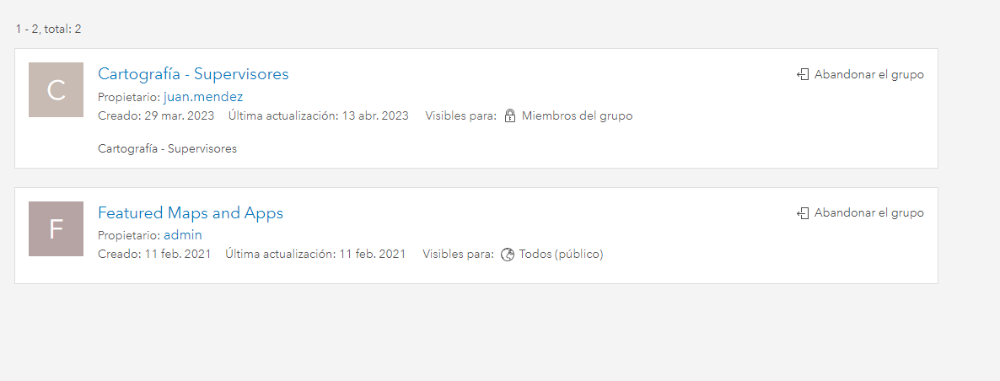 1 - 2, total: 2
C
Cartografía - Supervisores
Abandonar el grupo
Propietario: juan.mendez
Creado: 29 mar. 2023 Última actualización: 13 abr. 2023 Visibles para: Miembros del grupo
Cartografía - Supervisores
F
Featured Maps and Apps
Abandonar el grupo
Propietario: admin
Creado: 11 feb. 2021 Última actualización: 11 feb. 2021 Visibles para: Todos (público)